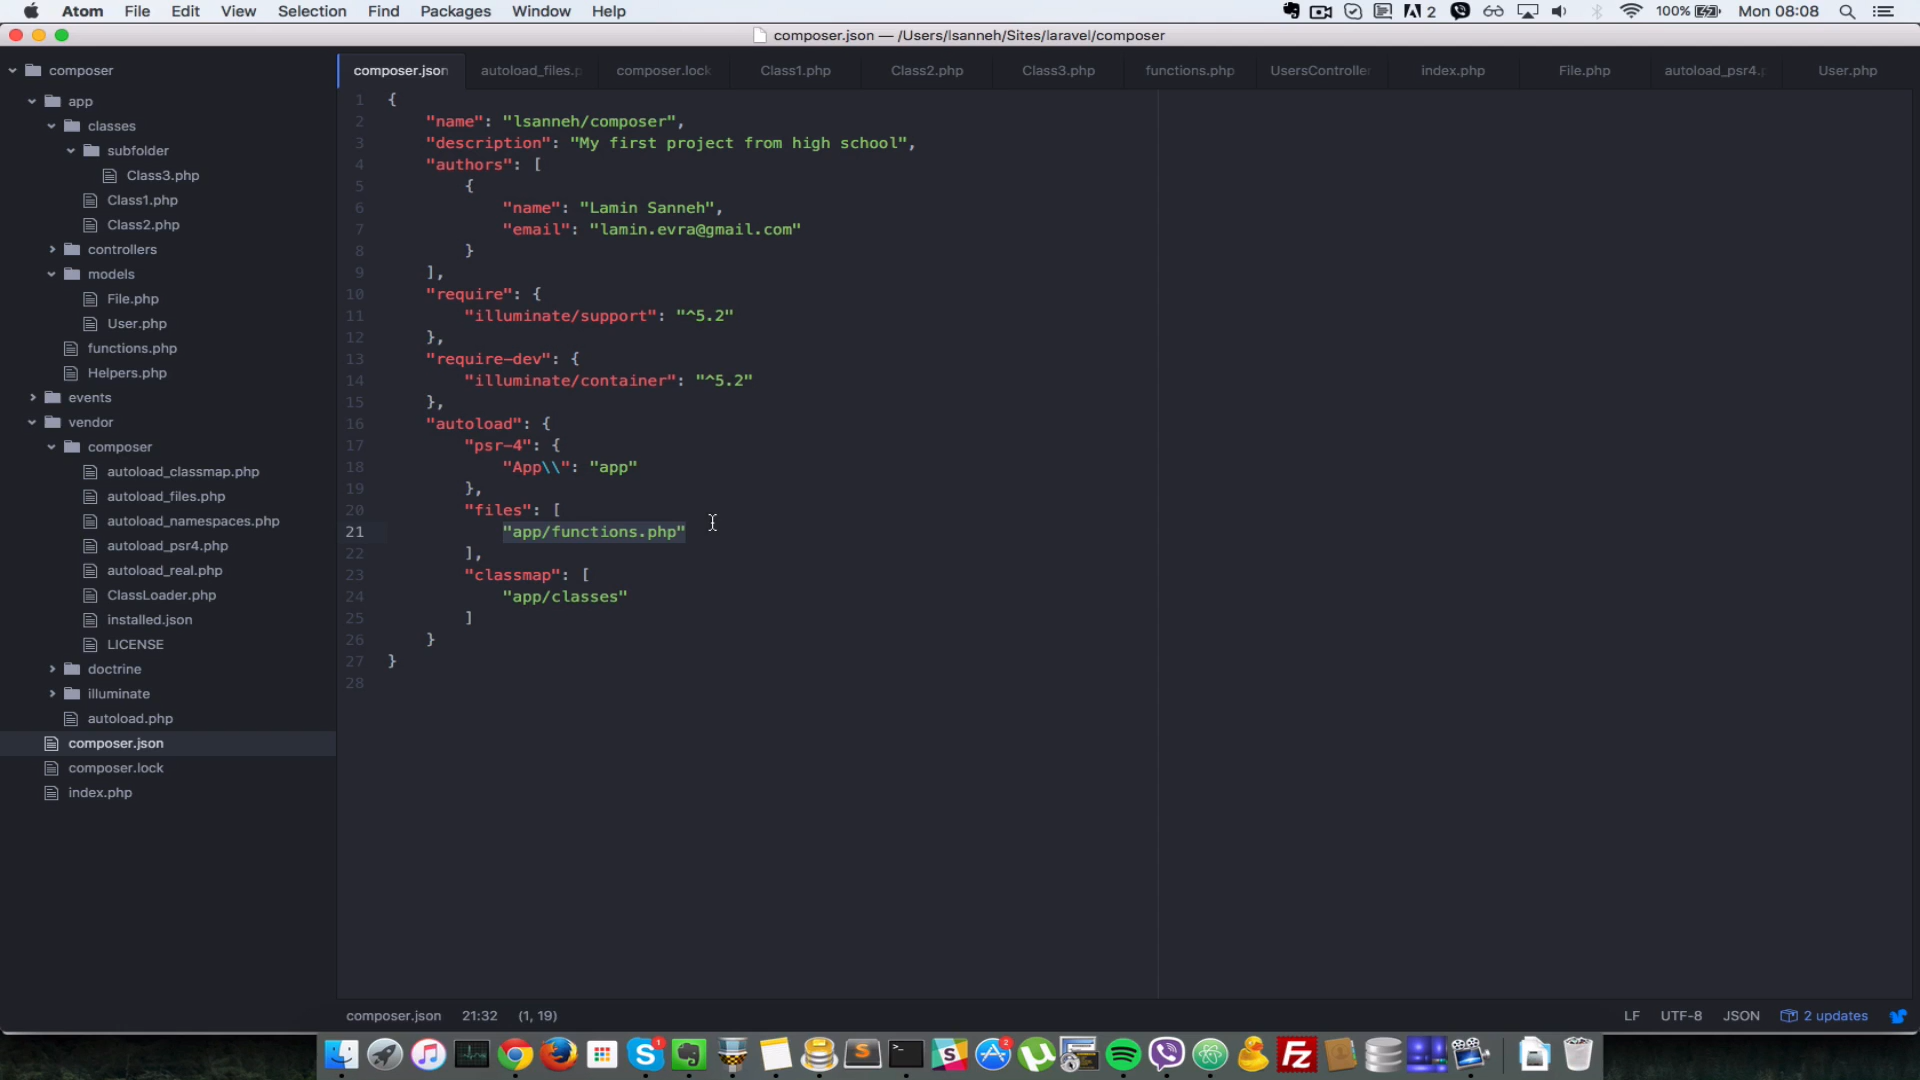 Atom File Edit View Selection Find Packages Window Help 2 100% Mon 08:08
composer.json — /Users/lsanneh/Sites/laravel/composer
composer
app
classes
subfolder
Class3.php
Class1.php
Class2.php
controllers
models
File.php
User.php
functions.php
Helpers.php
events
vendor
composer
autoload_classmap.php
autoload_files.php
autoload_namespaces.php
autoload_psr4.php
autoload_real.php
ClassLoader.php
installed.json
LICENSE
doctrine
illuminate
autoload.php
composer.json
composer.lock
index.php
composer.json autoload_files.p composer.lock Class1.php Class2.php Class3.php functions.php UsersController index.php File.php autoload_psr4.p User.php
1 {
2 "name": "lsanneh/composer",
3 "description": "My first project from high school",
4 "authors": [
5 {
6 "name": "Lamin Sanneh",
7 "email": "lamin.evra@gmail.com"
8 }
9 ],
10 "require": {
11 "illuminate/support": "^5.2"
12 },
13 "require-dev": {
14 "illuminate/container": "^5.2"
15 },
16 "autoload": {
17 "psr-4": {
18 "App\\": "app"
19 },
20 "files": [
21 "app/functions.php"
22 ],
23 "classmap": [
24 "app/classes"
25 ]
26 }
27 }
28
composer.json 21:32 (1, 19) LF UTF-8 JSON 2 updates